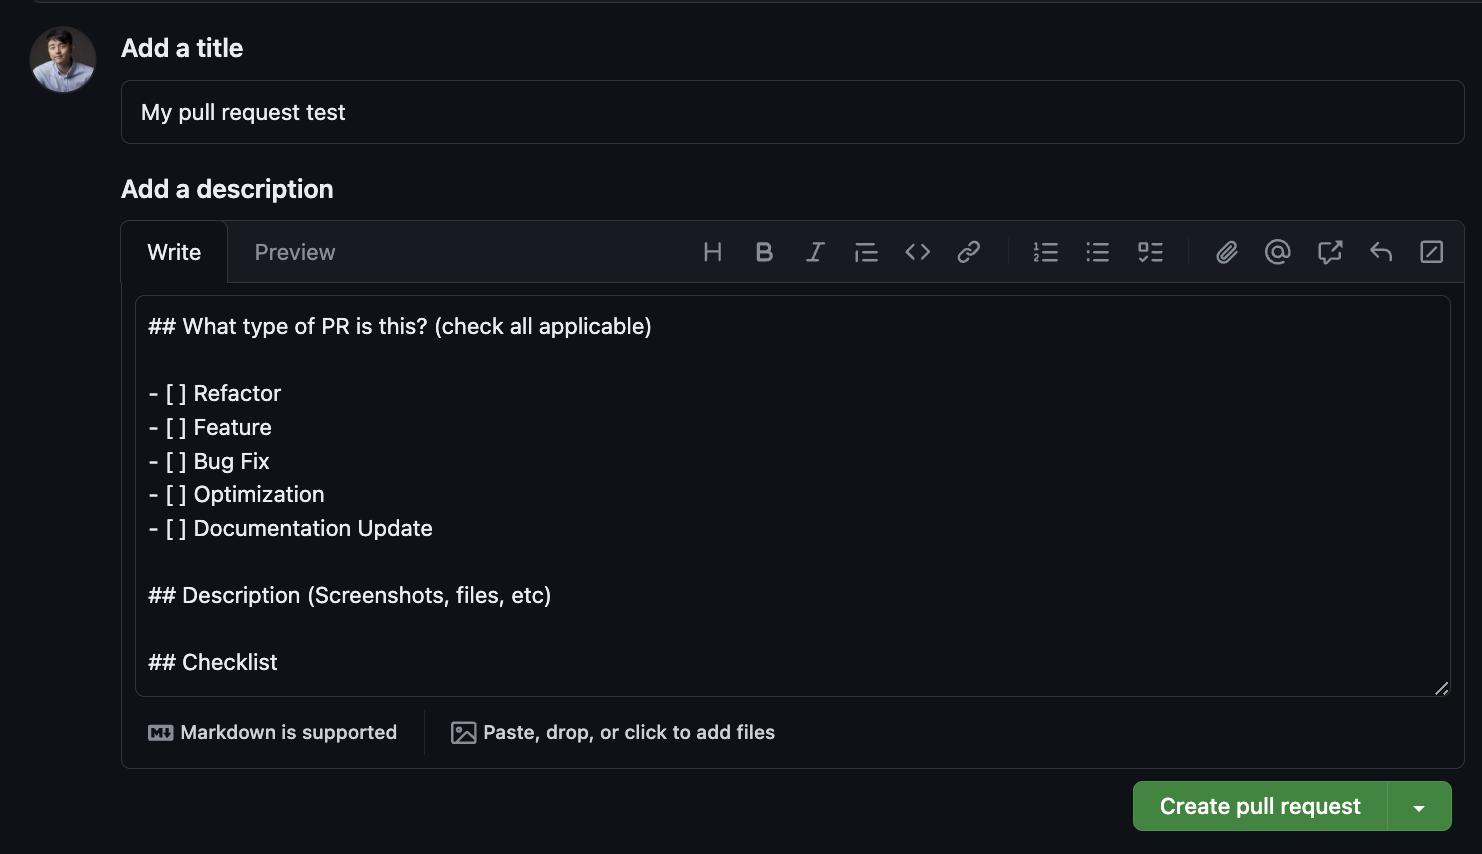 Add a title
My pull request test
Add a description
Write Preview
## What type of PR is this? (check all applicable)
- [ ] Refactor
- [ ] Feature
- [ ] Bug Fix
- [ ] Optimization
- [ ] Documentation Update
## Description (Screenshots, files, etc)
## Checklist
Markdown is supported
Paste, drop, or click to add files
Create pull request